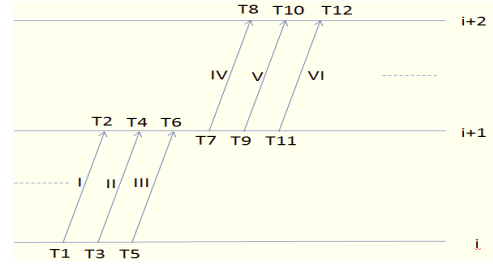 T8 T10 T12
i+2
IV V VI
T2 T4 T6
i+1
T7 T9 T11
I II III
i
T1 T3 T5